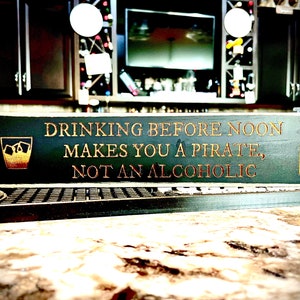 DRINKING BEFORE NOON
MAKES YOU A PIRATE,
NOT AN ALCOHOLIC